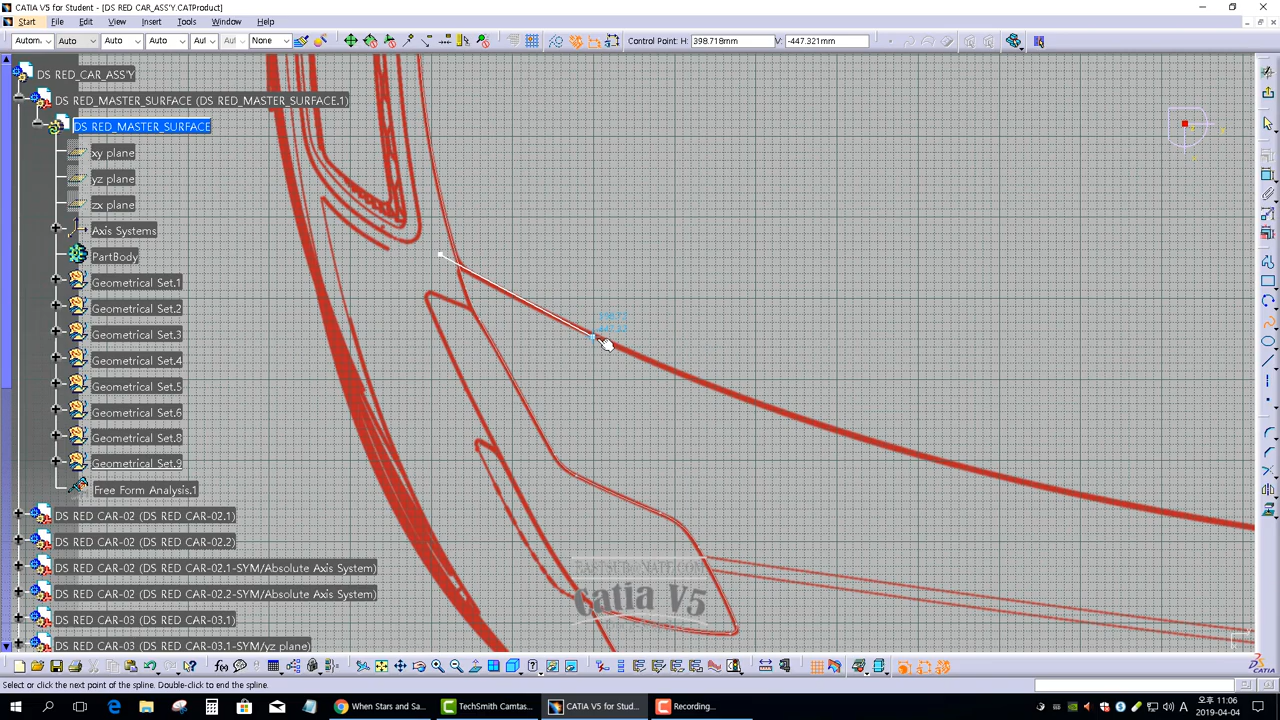 CATIA V5 for Student - [DS RED CAR_ASS'Y.CATProduct]
Start File Edit View Insert Tools Window Help
Autom. Auto Auto Auto Aut Aut None Control Point: H: 398.718mm V: -447.321mm
DS RED_CAR_ASS'Y
DS RED_MASTER_SURFACE (DS RED_MASTER_SURFACE.1)
DS RED_MASTER_SURFACE
xy plane
yz plane
zx plane
Axis Systems
PartBody
Geometrical Set.1
Geometrical Set.2
Geometrical Set.3
Geometrical Set.4
Geometrical Set.5
Geometrical Set.6
Geometrical Set.8
Geometrical Set.9
Free Form Analysis.1
DS RED CAR-02 (DS RED CAR-02.1)
DS RED CAR-02 (DS RED CAR-02.2)
DS RED CAR-02 (DS RED CAR-02.1-SYM/Absolute Axis System)
DS RED CAR-02 (DS RED CAR-02.2-SYM/Absolute Axis System)
DS RED CAR-03 (DS RED CAR-03.1)
DS RED CAR-03 (DS RED CAR-03.1-SYM/yz plane)
Catia V5
CATIA
Select or click the next point of the spline. Double-click to end the spline.
When Stars and Sa... TechSmith Camtas... CATIA V5 for Stud... Recording...
A 오후 11:06
2019-04-04